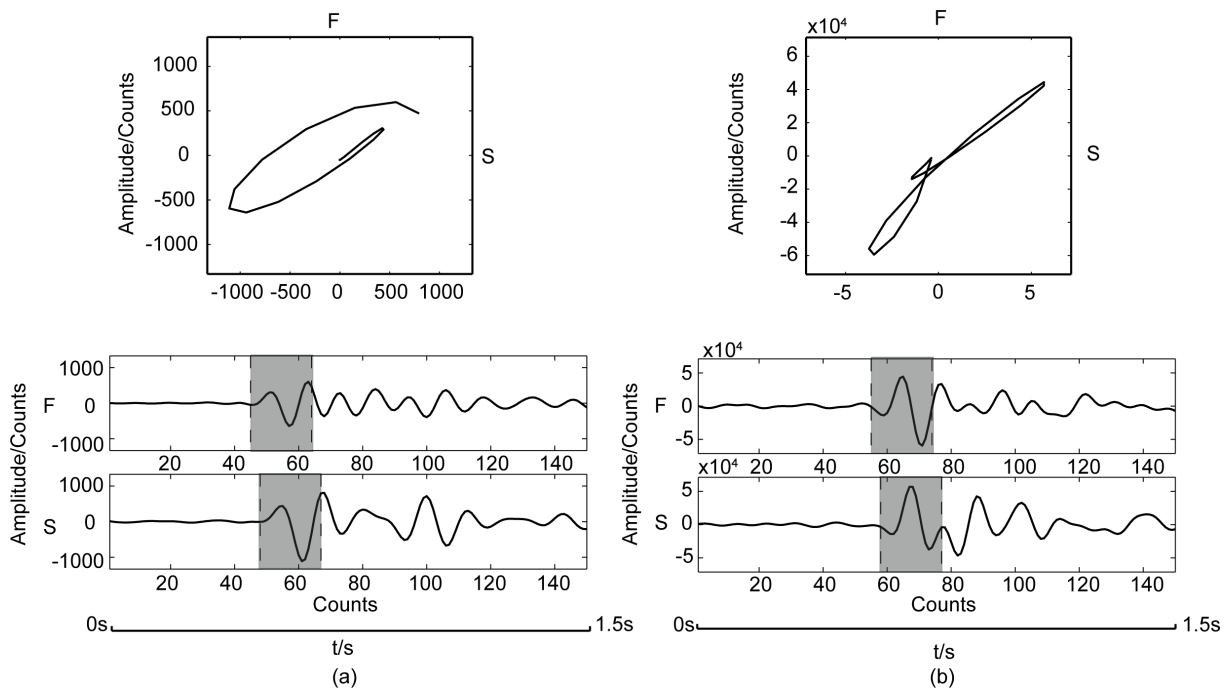 F
Amplitude/Counts
1000
500
0
-500
-1000
S
-1000 -500 0 500 1000
F
x10⁴
Amplitude/Counts
6
4
2
0
-2
-4
-6
S
-5 0 5
Amplitude/Counts
F
1000
0
-1000
20 40 60 80 100 120 140
S
1000
0
-1000
20 40 60 80 100 120 140
Counts
0s 1.5s
t/s
(a)
Amplitude/Counts
x10⁴
F
5
0
-5
20 40 60 80 100 120 140
x10⁴
S
5
0
-5
20 40 60 80 100 120 140
Counts
0s 1.5s
t/s
(b)